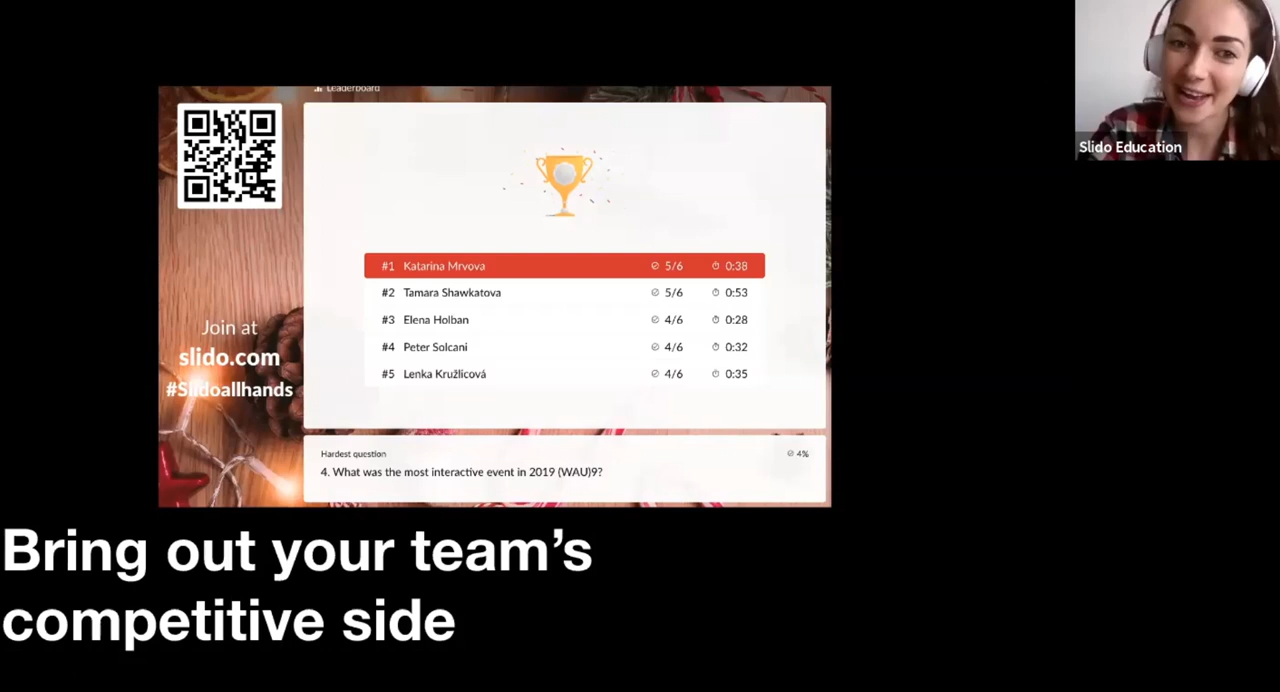 Leaderboard
#1 Katarina Mrvova 5/6 0:38
#2 Tamara Shawkatova 5/6 0:53
#3 Elena Holban 4/6 0:28
#4 Peter Solcani 4/6 0:32
#5 Lenka Kružlicová 4/6 0:35
Join at
slido.com
#Slidoallhands
Hardest question 4%
4. What was the most interactive event in 2019 (WAU)9?
Slido Education
Bring out your team’s
competitive side